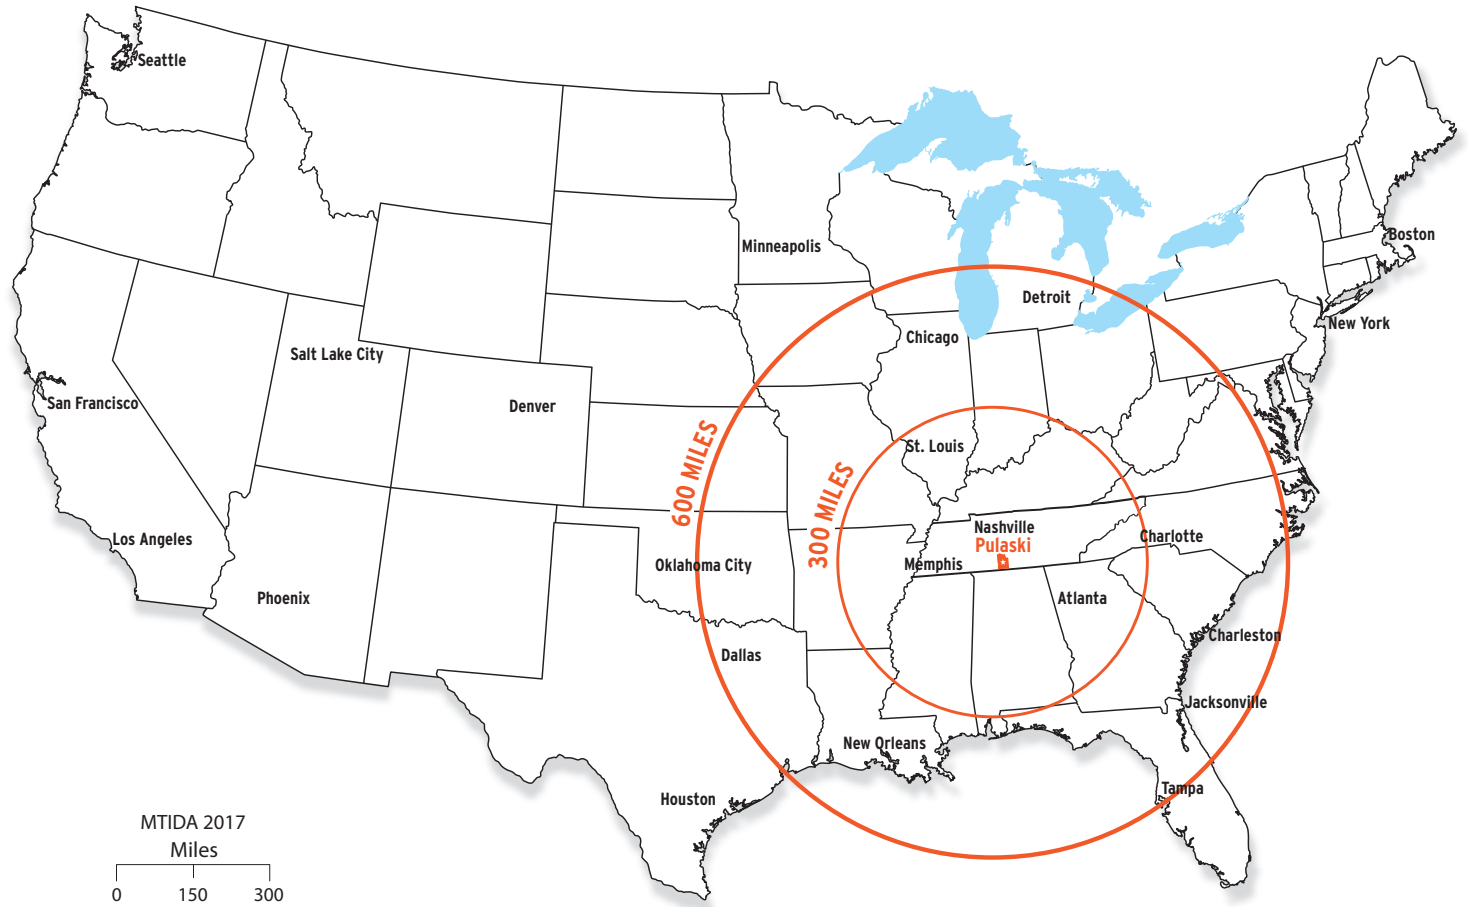 Seattle
Minneapolis
Boston
Detroit
New York
Chicago
Salt Lake City
San Francisco
Denver
St. Louis
600 MILES
300 MILES
Nashville
Pulaski
Charlotte
Los Angeles
Oklahoma City
Memphis
Phoenix
Atlanta
Charleston
Dallas
Jacksonville
New Orleans
Tampa
Houston
MTIDA 2017
Miles
0 150 300